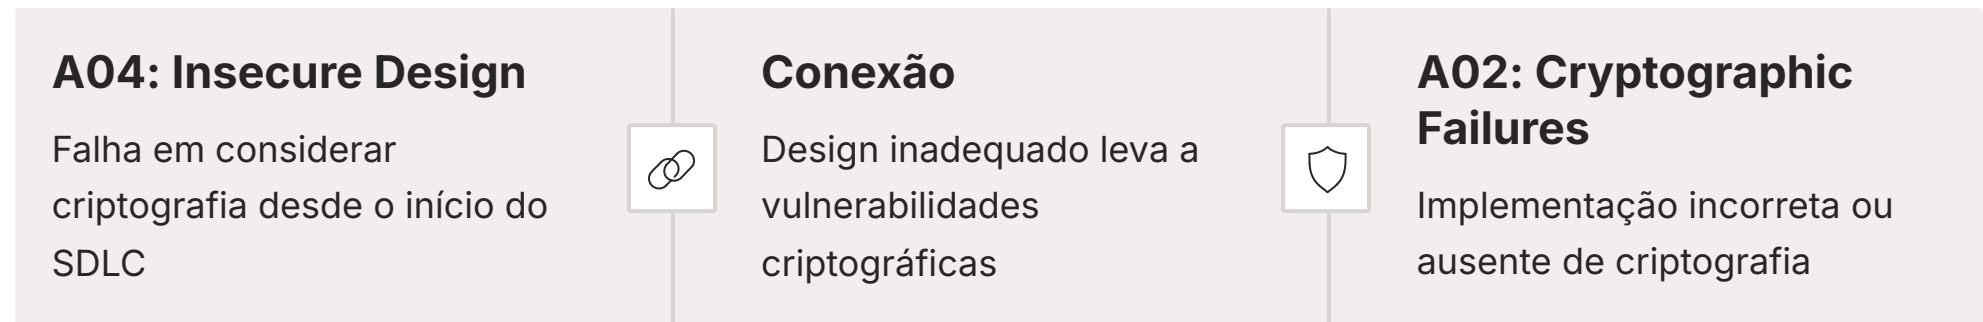 A04: Insecure Design
Falha em considerar
criptografia desde o início do
SDLC
Conexão
Design inadequado leva a
vulnerabilidades
criptográficas
A02: Cryptographic
Failures
Implementação incorreta ou
ausente de criptografia